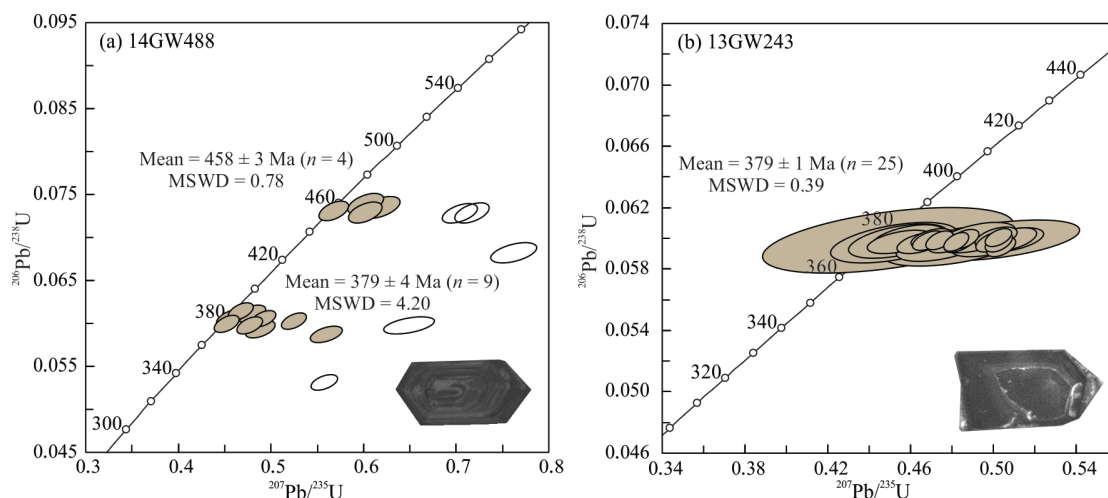 (a) 14GW488
0.095
0.085
0.075
0.065
0.055
0.045
²⁰⁶Pb/²³⁸U
540
500
460
420
380
340
300
Mean = 458 ± 3 Ma (n = 4)
MSWD = 0.78
Mean = 379 ± 4 Ma (n = 9)
MSWD = 4.20
0.3 0.4 0.5 0.6 0.7 0.8
²⁰⁷Pb/²³⁵U
(b) 13GW243
0.074
0.070
0.066
0.062
0.058
0.054
0.050
0.046
²⁰⁶Pb/²³⁸U
440
420
400
380
360
340
320
Mean = 379 ± 1 Ma (n = 25)
MSWD = 0.39
0.34 0.38 0.42 0.46 0.50 0.54
²⁰⁷Pb/²³⁵U